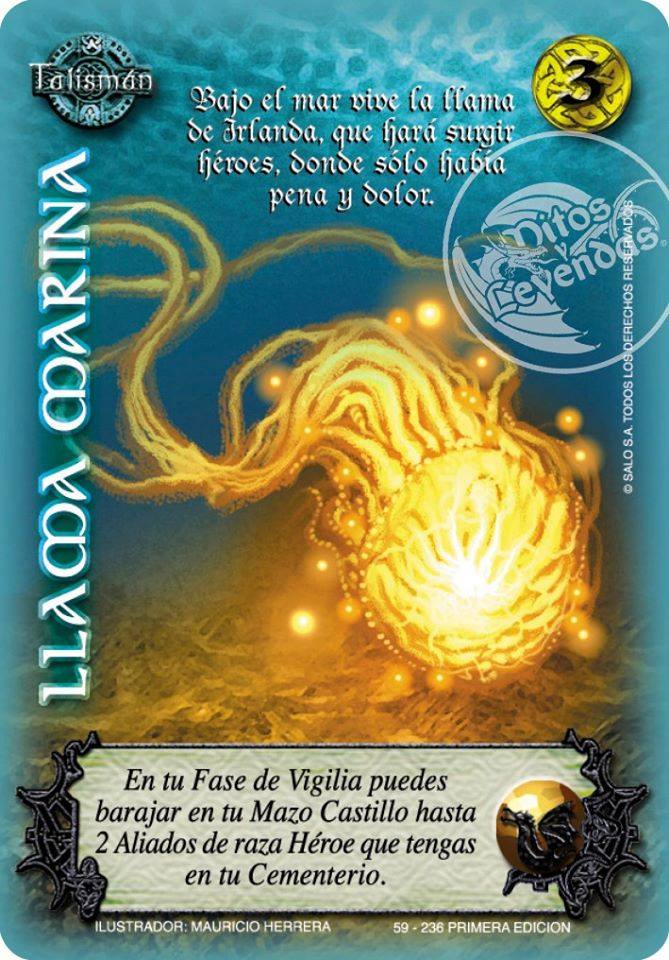 Talismán
3
Bajo el mar vive la llama
de Irlanda, que hará surgir
héroes, donde sólo había
pena y dolor.
Mitos
y
Leyendas
LLAMA MARINA
© SALO S.A. TODOS LOS DERECHOS RESERVADOS
En tu Fase de Vigilia puedes
barajar en tu Mazo Castillo hasta
2 Aliados de raza Héroe que tengas
en tu Cementerio.
ILUSTRADOR: MAURICIO HERRERA 59 - 236 PRIMERA EDICION